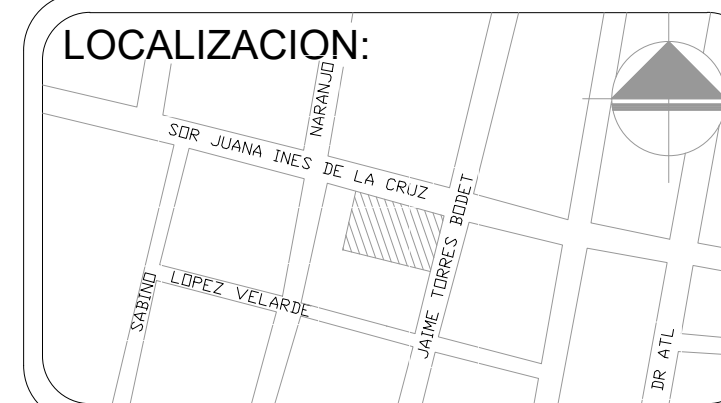 LOCALIZACION:
NARANJO
SOR JUANA INES DE LA CRUZ
JAIME TORRES BODET
LOPEZ VELARDE
SABINO
DR ATL